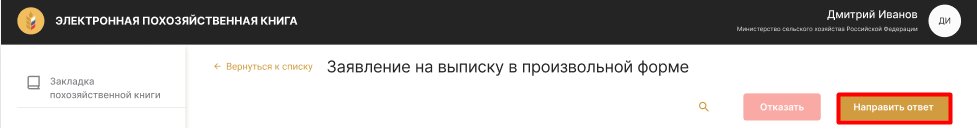 ЭЛЕКТРОННАЯ ПОХОЗЯЙСТВЕННАЯ КНИГА
Дмитрий Иванов
Министерство сельского хозяйства Российской Федерации
ДИ
Закладка
похозяйственной книги
← Вернуться к списку
Заявление на выписку в произвольной форме
Отказать
Направить ответ